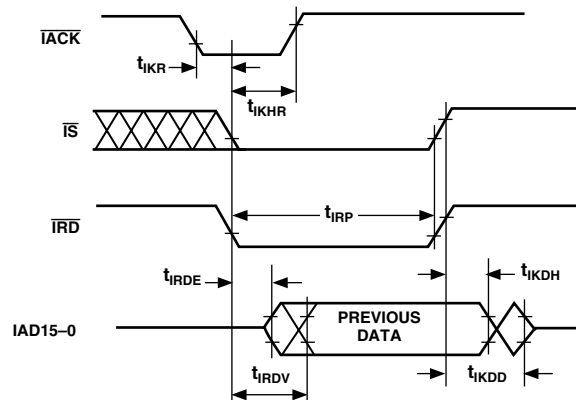 IACK
tIKR
tIKHR
IS
IRD
tIRP
tIRDE
tIKDH
IAD15–0
PREVIOUS
DATA
tIRDV
tIKDD